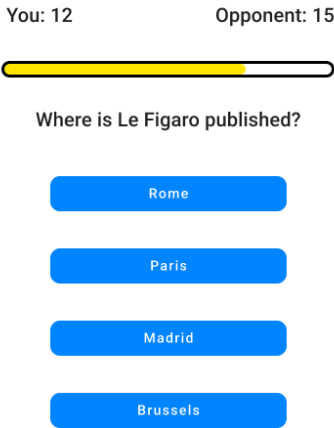 You: 12 Opponent: 15
Where is Le Figaro published?
Rome
Paris
Madrid
Brussels